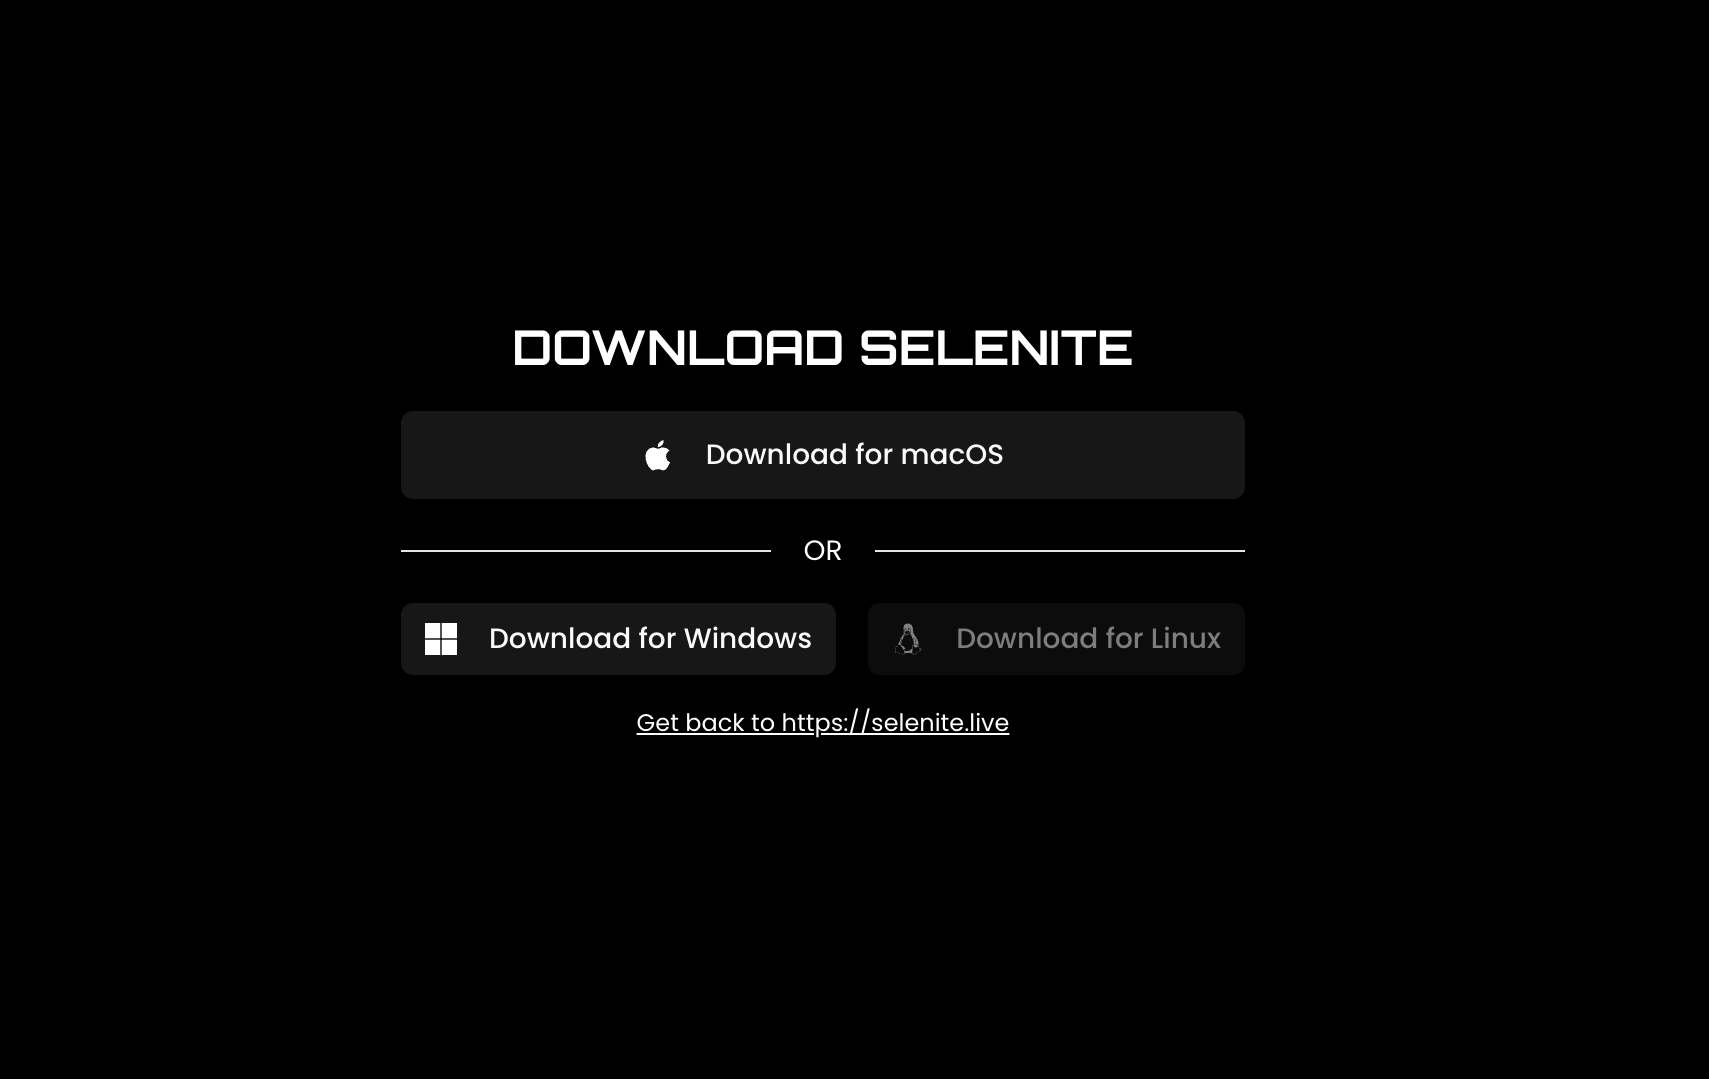 DOWNLOAD SELENITE
Download for macOS
OR
Download for Windows
Download for Linux
Get back to https://selenite.live